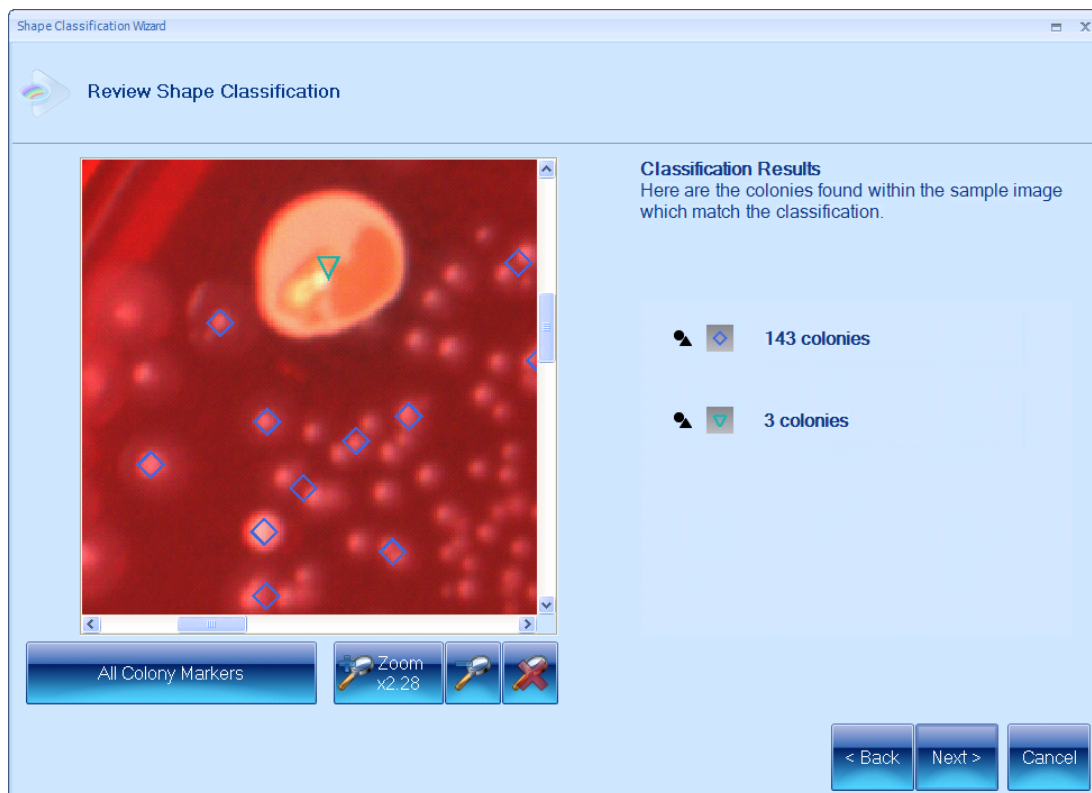 Shape Classification Wizard
Review Shape Classification
Classification Results
Here are the colonies found within the sample image
which match the classification.
143 colonies
3 colonies
All Colony Markers
Zoom
x2.28
< Back
Next >
Cancel